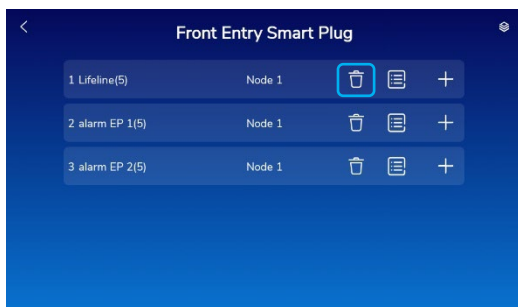 Front Entry Smart Plug
1 Lifeline(5) Node 1
2 alarm EP 1(5) Node 1
3 alarm EP 2(5) Node 1